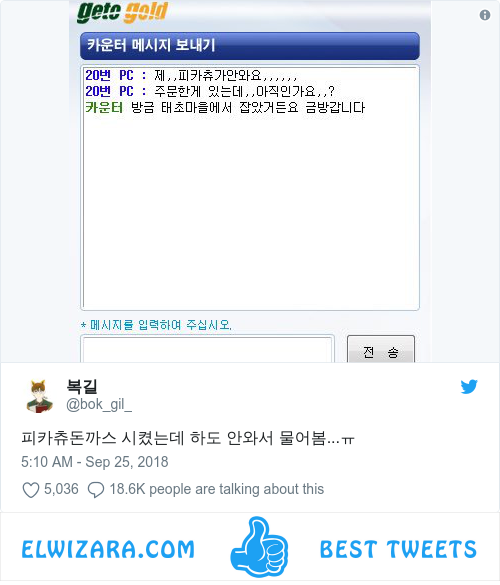 geto gold
카운터 메시지 보내기
20번 PC : 제,,피카츄가안와요,,,,,,
20번 PC : 주문한게 있는데,,아직인가요,,?
카운터 방금 태초마을에서 잡았거든요 금방갑니다
* 메시지를 입력하여 주십시오.
전 송
복길
@bok_gil_
피카츄돈까스 시켰는데 하도 안와서 물어봄...ㅠ
5:10 AM - Sep 25, 2018
5,036 18.6K people are talking about this
ELWIZARA.COM BEST TWEETS